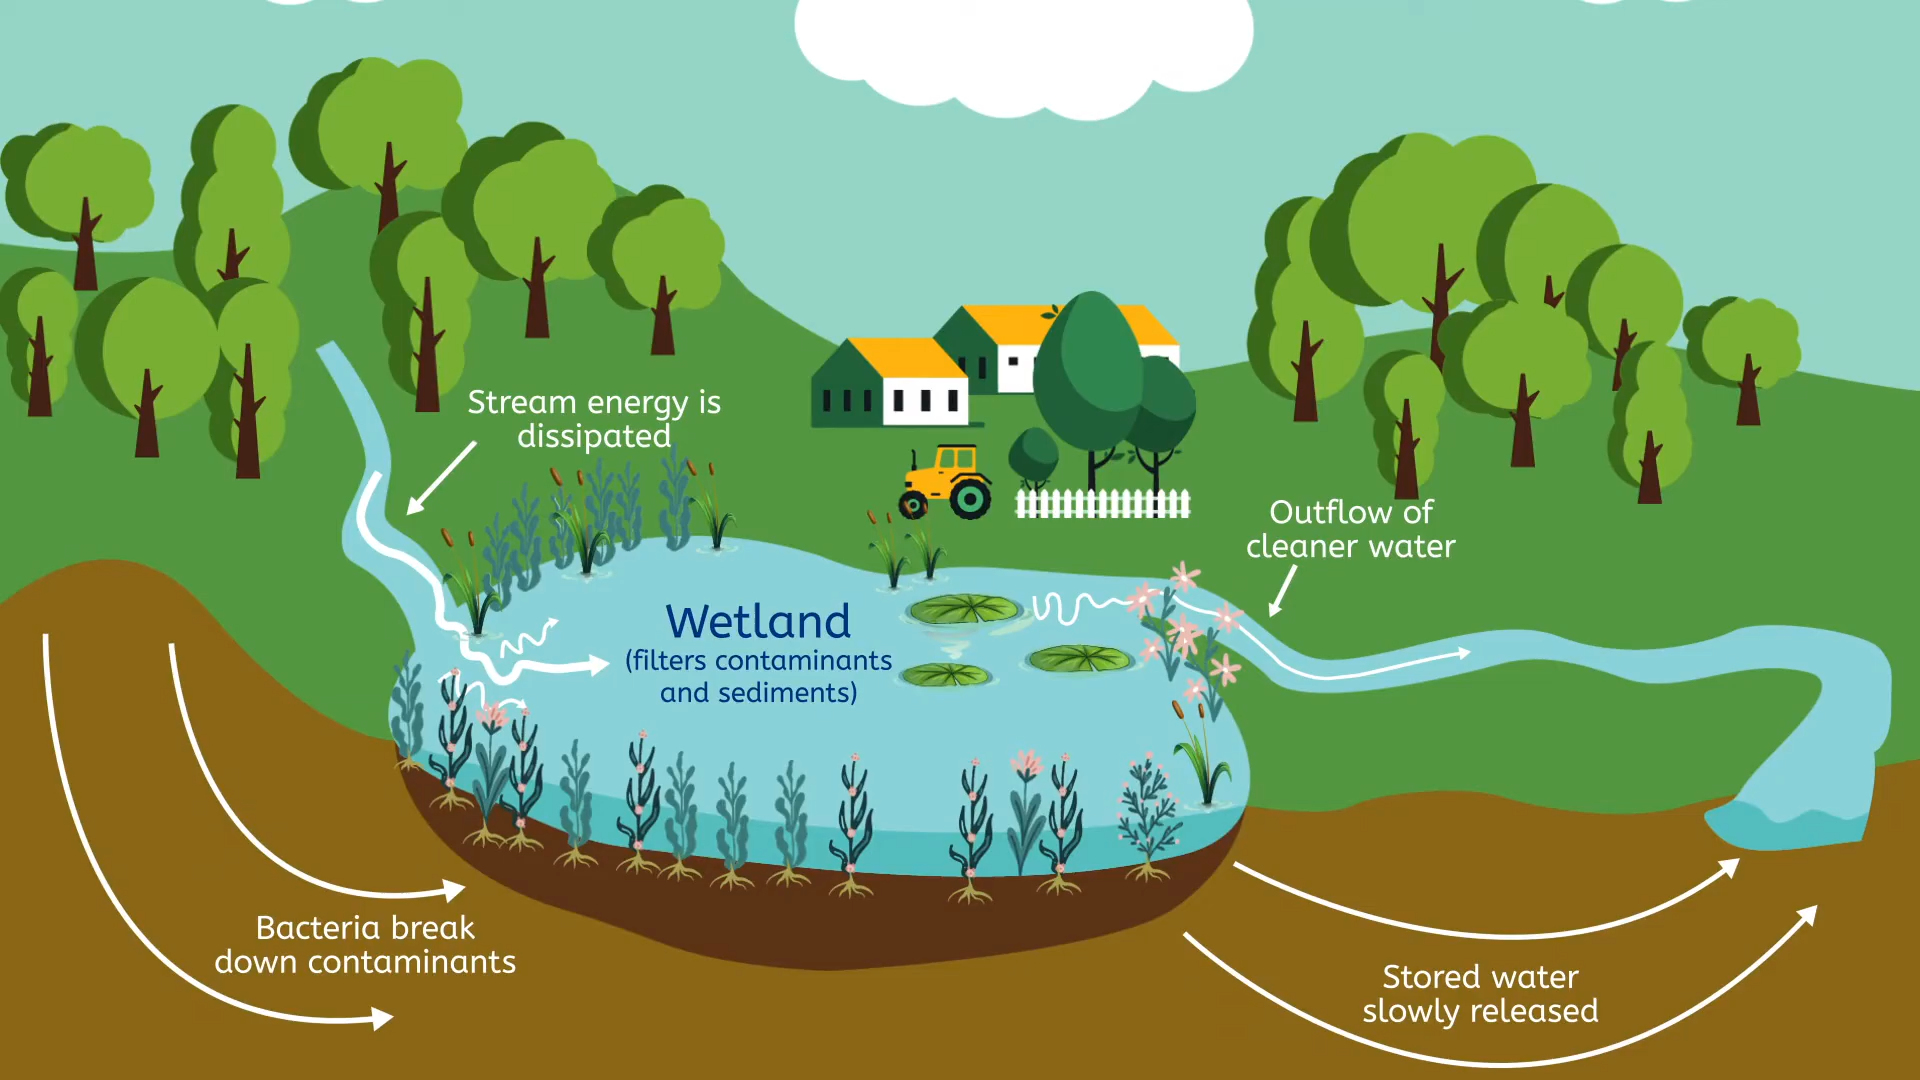 Stream energy is
dissipated
Outflow of
cleaner water
Wetland
(filters contaminants
and sediments)
Bacteria break
down contaminants
Stored water
slowly released